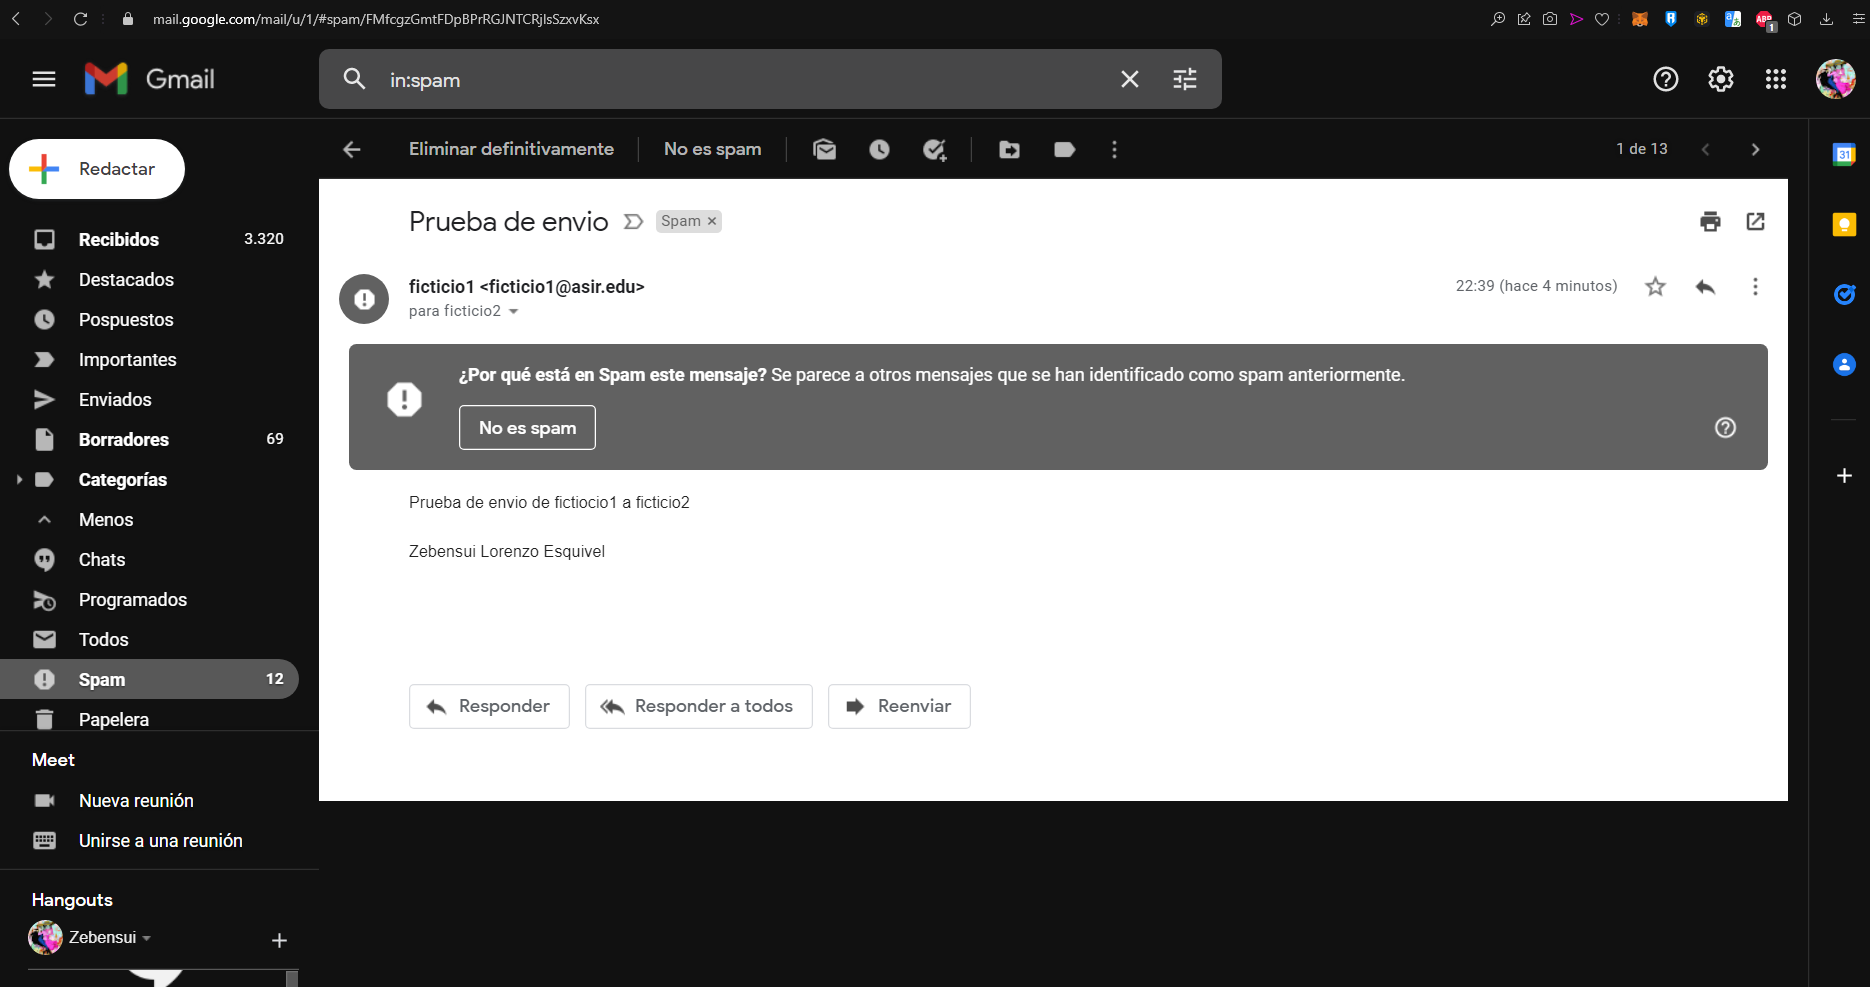 mail.google.com/mail/u/1/#spam/FMfcgzGmtFDpBPrRGJNTCRjlsSzxvKsx
ABP 1
Gmail
in:spam
Redactar
Eliminar definitivamente
No es spam
1 de 13
31
Recibidos 3.320
Destacados
Pospuestos
Importantes
Enviados
Borradores 69
Categorías
Menos
Chats
Programados
Todos
Spam 12
Papelera
Meet
Nueva reunión
Unirse a una reunión
Hangouts
Zebensui
Prueba de envio
Spam
ficticio1 <ficticio1@asir.edu>
22:39 (hace 4 minutos)
para ficticio2
¿Por qué está en Spam este mensaje? Se parece a otros mensajes que se han identificado como spam anteriormente.
No es spam
Prueba de envio de fictiocio1 a ficticio2
Zebensui Lorenzo Esquivel
Responder
Responder a todos
Reenviar